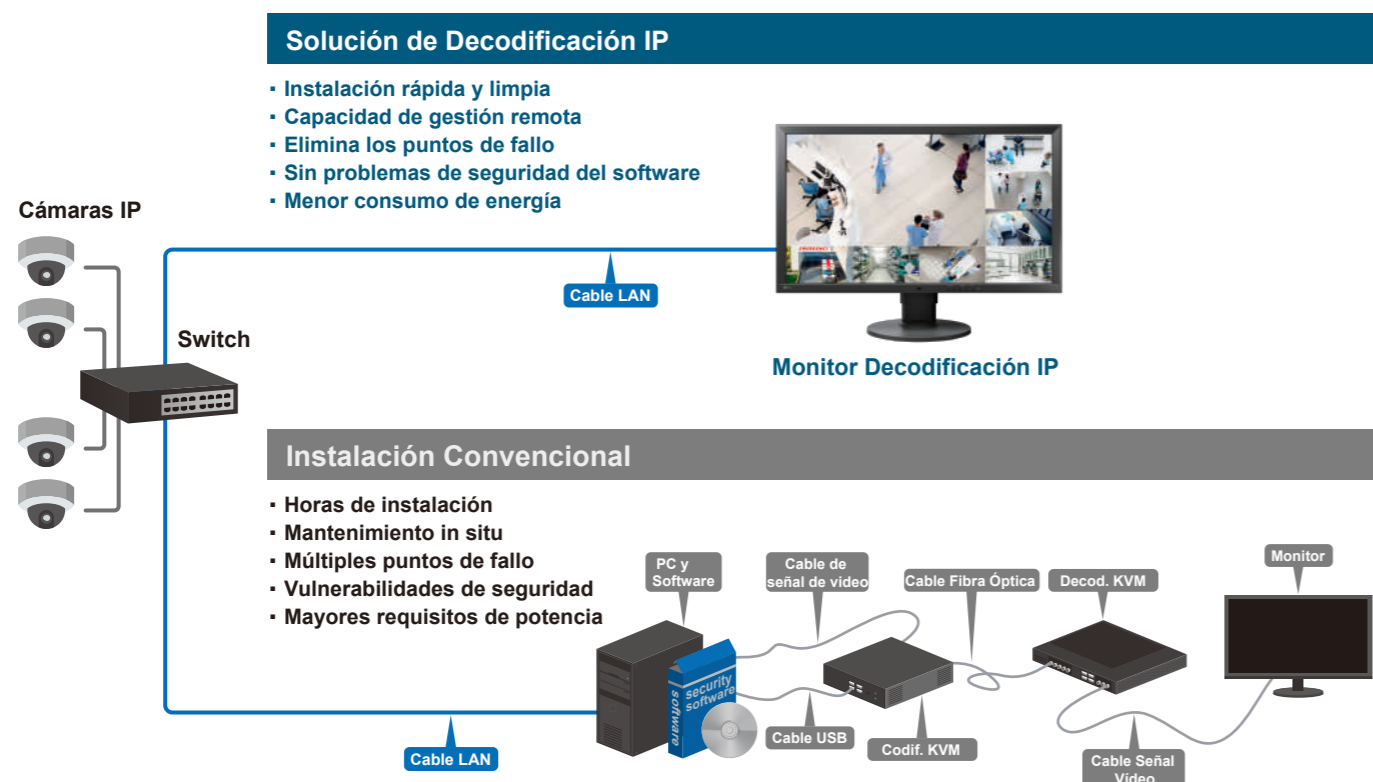 Solución de Decodificación IP
· Instalación rápida y limpia
· Capacidad de gestión remota
· Elimina los puntos de fallo
· Sin problemas de seguridad del software
· Menor consumo de energía
Cámaras IP
Switch
Cable LAN
Monitor Decodificación IP
Instalación Convencional
· Horas de instalación
· Mantenimiento in situ
· Múltiples puntos de fallo
· Vulnerabilidades de seguridad
· Mayores requisitos de potencia
PC y
Software
Cable de
señal de video
Cable Fibra Óptica
Decod. KVM
Monitor
security
software
software
Cable USB
Codif. KVM
Cable LAN
Cable Señal
Vídeo